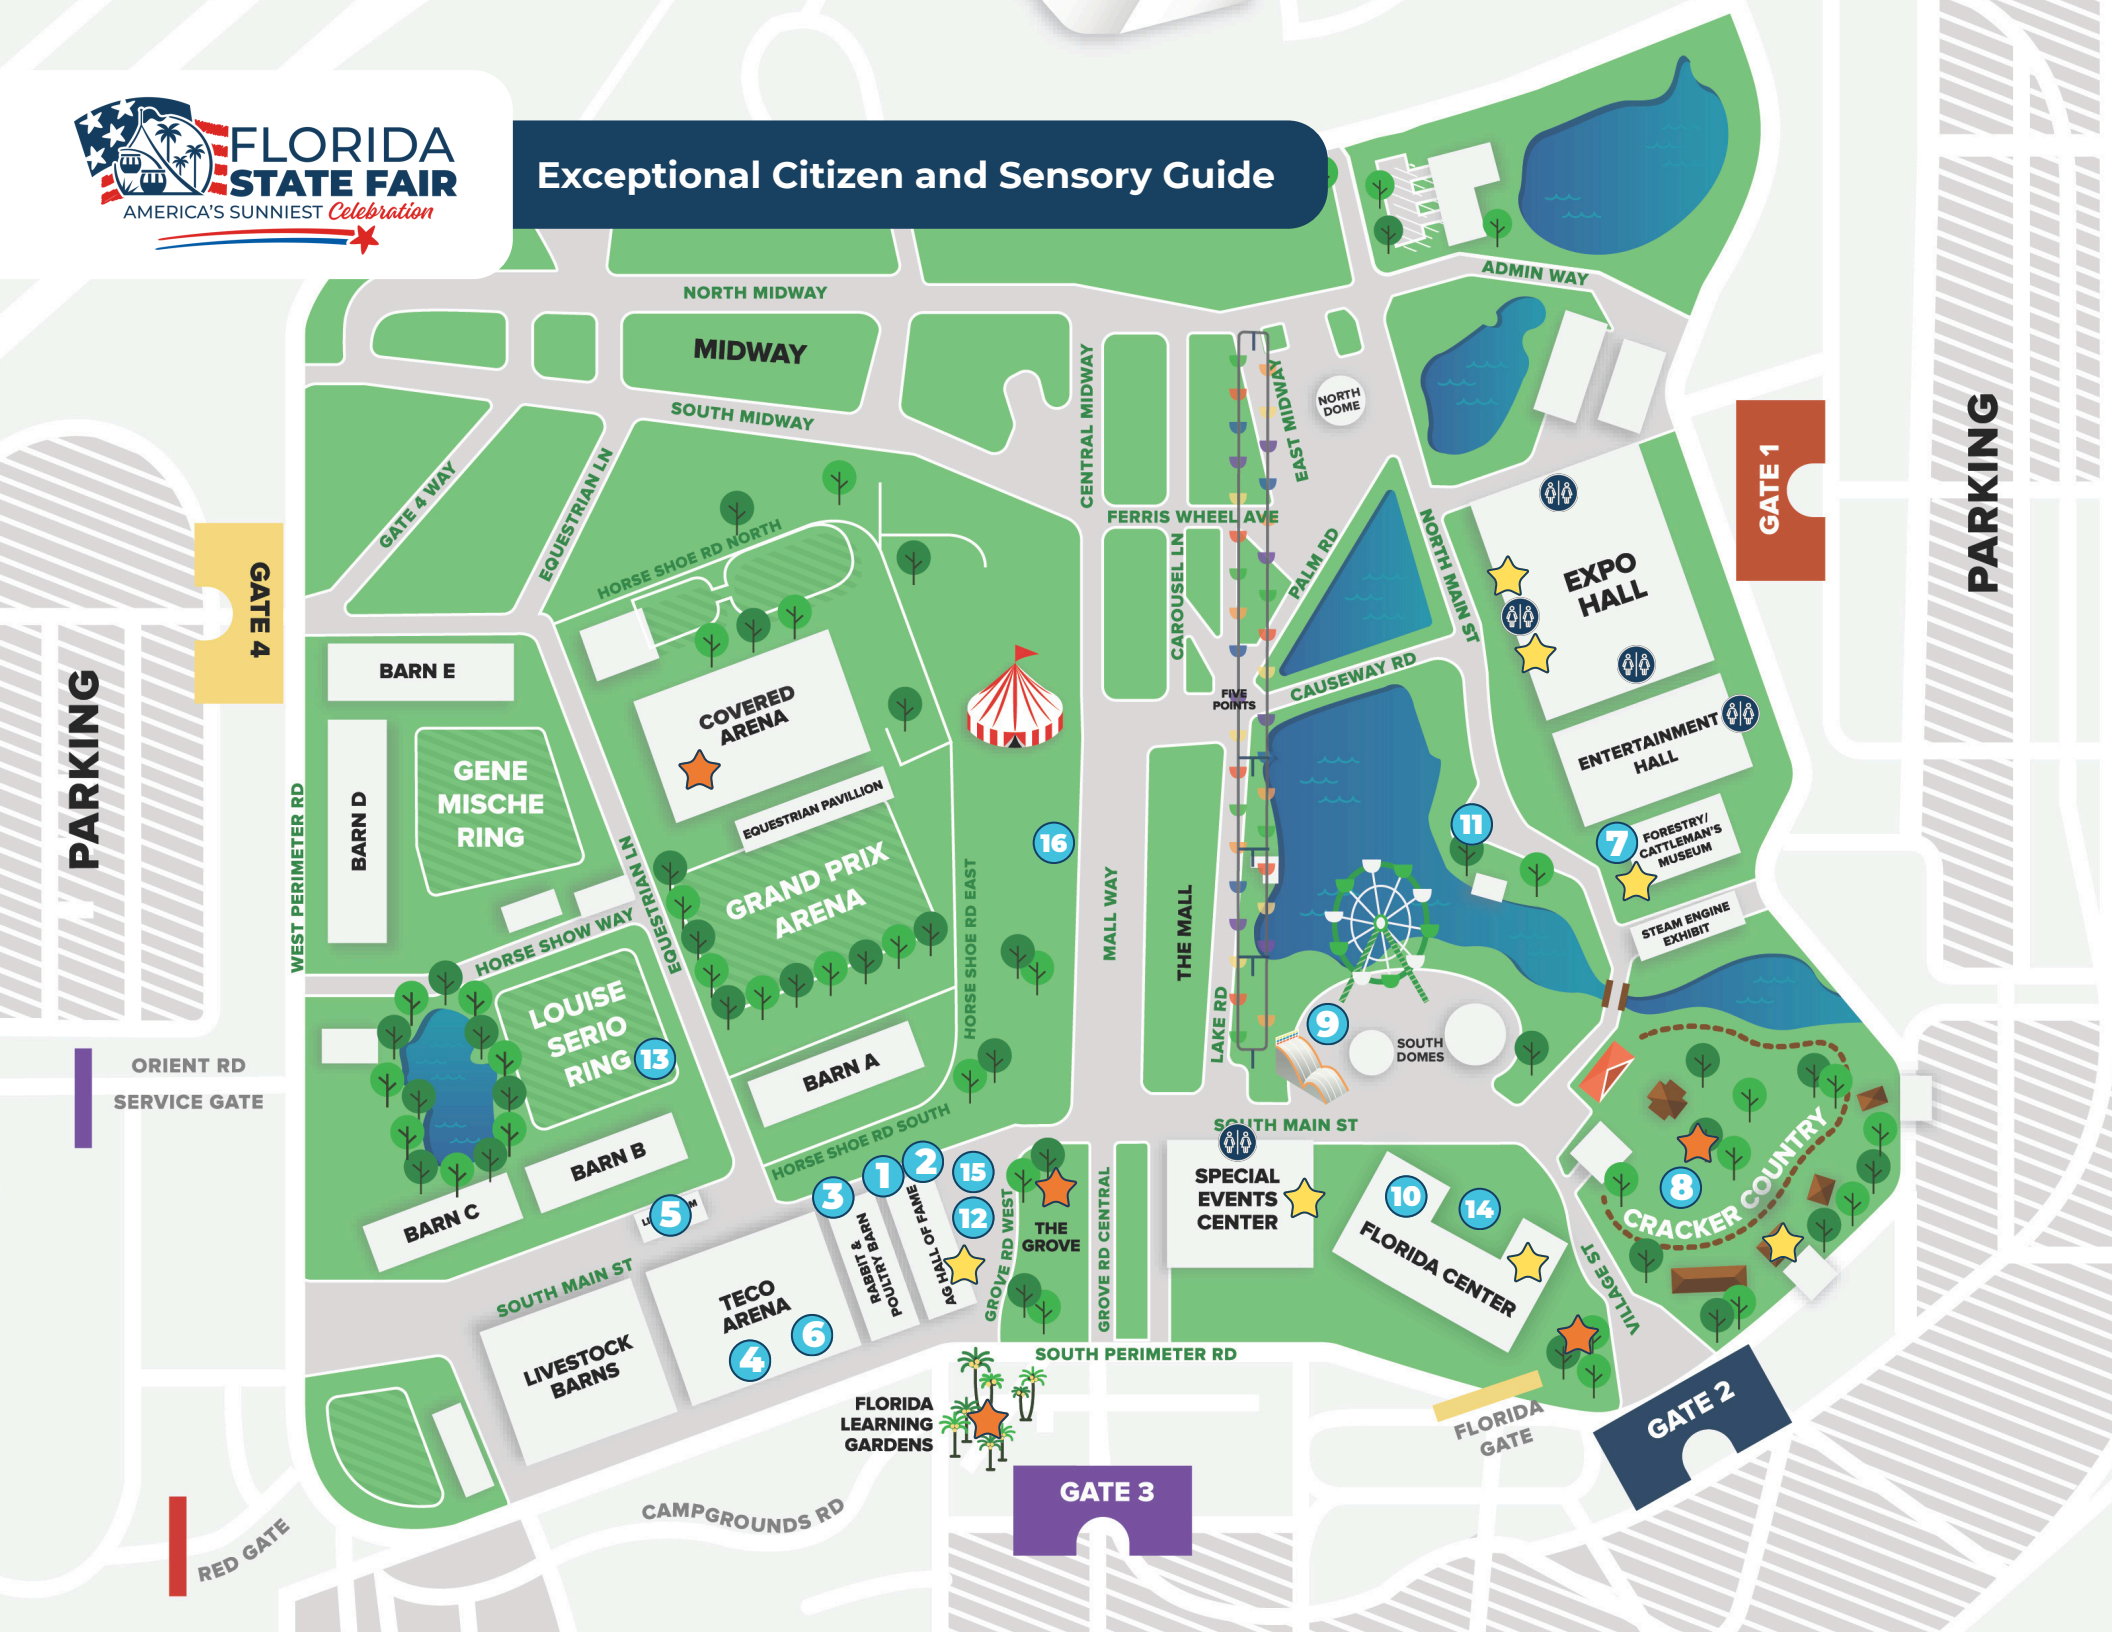 FLORIDA
STATE FAIR
AMERICA'S SUNNIEST Celebration
Exceptional Citizen and Sensory Guide
ADMIN WAY
NORTH MIDWAY
MIDWAY
SOUTH MIDWAY
CENTRAL MIDWAY
EAST MIDWAY
NORTH
DOME
PARKING
GATE 1
GATE 4 WAY
EQUESTRIAN LN
FERRIS WHEEL AVE
HORSE SHOE RD NORTH
CAROUSEL LN
PALM RD
NORTH MAIN ST
EXPO
HALL
GATE 4
PARKING
BARN E
COVERED
ARENA
FIVE
POINTS
CAUSEWAY RD
ENTERTAINMENT
HALL
GENE
MISCHE
RING
BARN D
WEST PERIMETER RD
EQUESTRIAN PAVILLION
16
11
7
FORESTRY/
CATTLEMAN'S
MUSEUM
GRAND PRIX
ARENA
EQUESTRIAN LN
HORSE SHOE RD EAST
MALL WAY
THE MALL
STEAM ENGINE
EXHIBIT
HORSE SHOW WAY
LOUISE
SERIO
RING
13
LAKE RD
9
SOUTH
DOMES
ORIENT RD
SERVICE GATE
BARN A
HORSE SHOE RD SOUTH
SOUTH MAIN ST
BARN B
BARN C
5
3
1
2
15
12
RABBIT &
POULTRY BARN
AG HALL OF FAME
GROVE RD WEST
THE
GROVE
GROVE RD CENTRAL
SPECIAL
EVENTS
CENTER
10
14
FLORIDA CENTER
8
CRACKER COUNTRY
VILLAGE ST
SOUTH MAIN ST
TECO
ARENA
4
6
LIVESTOCK
BARNS
SOUTH PERIMETER RD
FLORIDA
LEARNING
GARDENS
FLORIDA
GATE
GATE 2
GATE 3
CAMPGROUNDS RD
RED GATE